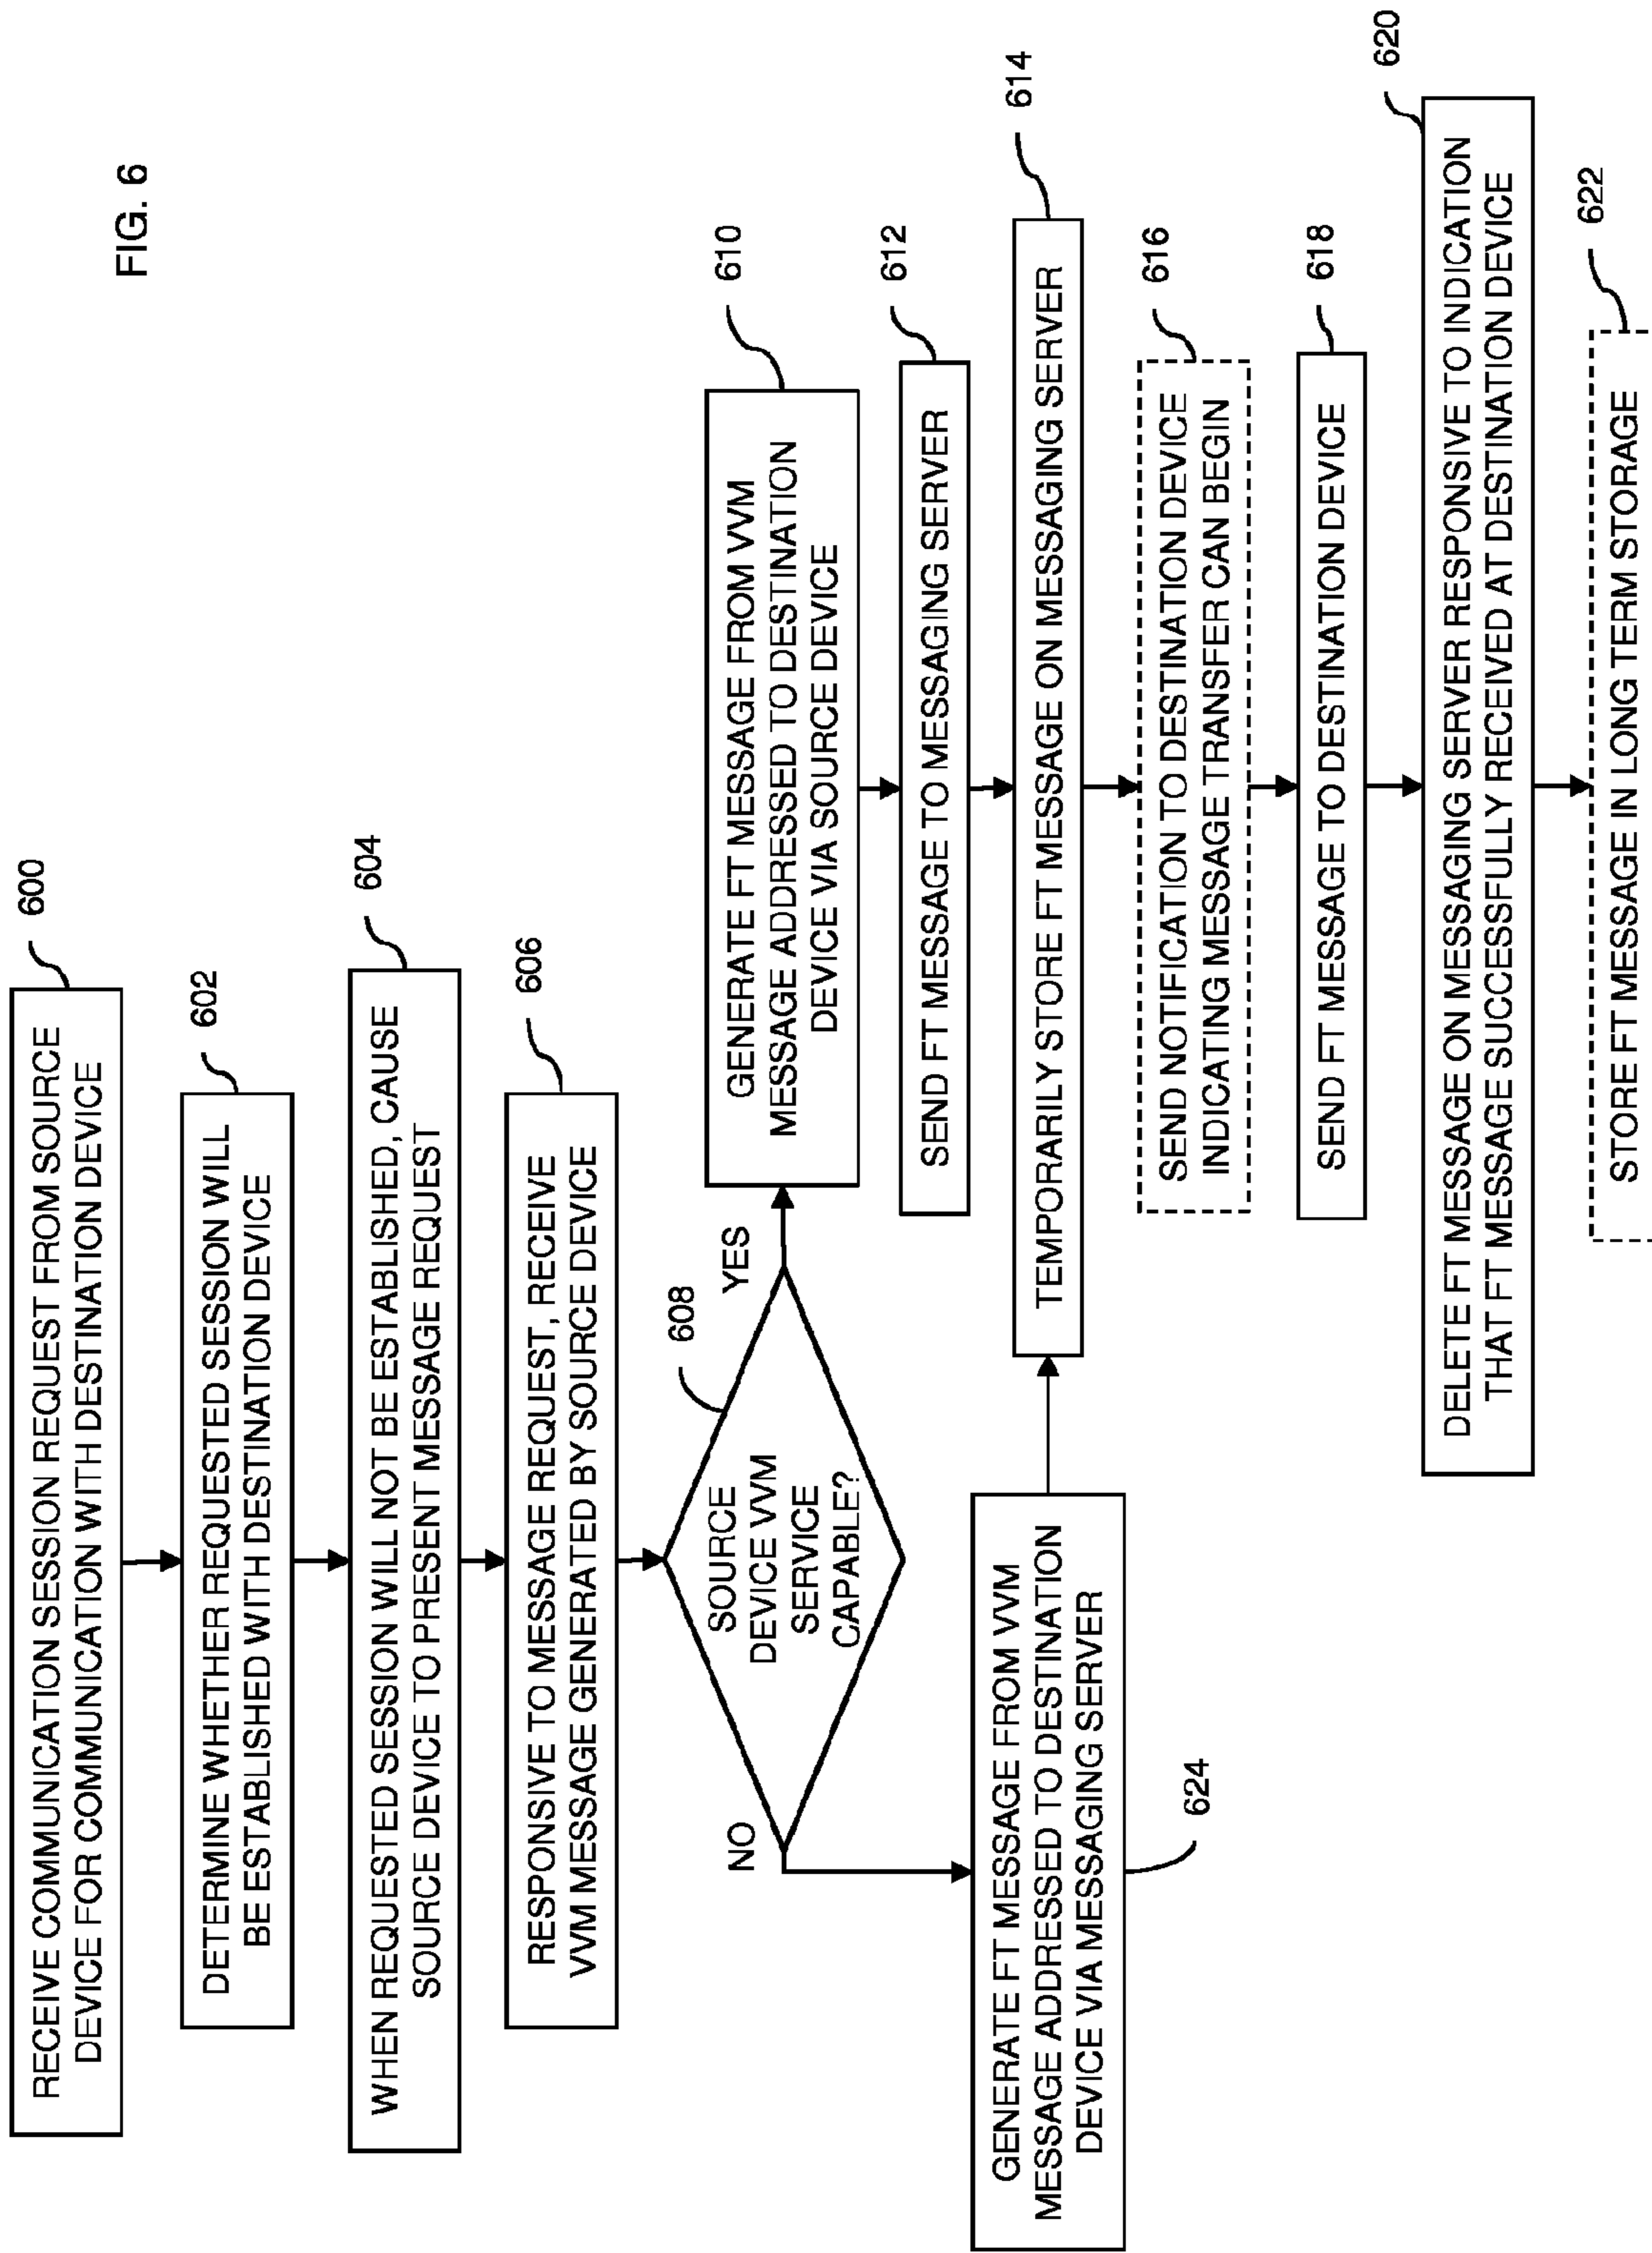 FIG. 6
600
RECEIVE COMMUNICATION SESSION REQUEST FROM SOURCE
DEVICE FOR COMMUNICATION WITH DESTINATION DEVICE
602
DETERMINE WHETHER REQUESTED SESSION WILL
BE ESTABLISHED WITH DESTINATION DEVICE
604
WHEN REQUESTED SESSION WILL NOT BE ESTABLISHED, CAUSE
SOURCE DEVICE TO PRESENT MESSAGE REQUEST
606
RESPONSIVE TO MESSAGE REQUEST, RECEIVE
VVM MESSAGE GENERATED BY SOURCE DEVICE
608
SOURCE
DEVICE VVM
SERVICE
CAPABLE?
NO
YES
610
GENERATE FT MESSAGE FROM VVM
MESSAGE ADDRESSED TO DESTINATION
DEVICE VIA SOURCE DEVICE
612
SEND FT MESSAGE TO MESSAGING SERVER
GENERATE FT MESSAGE FROM VVM
MESSAGE ADDRESSED TO DESTINATION
DEVICE VIA MESSAGING SERVER
624
614
TEMPORARILY STORE FT MESSAGE ON MESSAGING SERVER
616
SEND NOTIFICATION TO DESTINATION DEVICE
INDICATING MESSAGE TRANSFER CAN BEGIN
618
SEND FT MESSAGE TO DESTINATION DEVICE
620
DELETE FT MESSAGE ON MESSAGING SERVER RESPONSIVE TO INDICATION
THAT FT MESSAGE SUCCESSFULLY RECEIVED AT DESTINATION DEVICE
622
STORE FT MESSAGE IN LONG TERM STORAGE